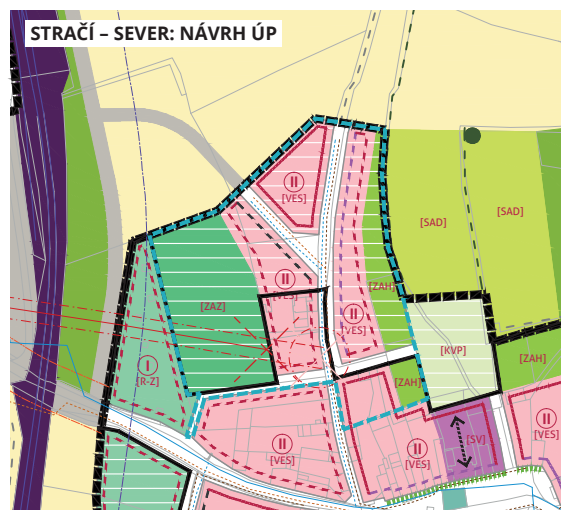 STRAČÍ – SEVER: NÁVRH ÚP
II
[VES]
[SAD]
[SAD]
[ZAH]
[ZAZ]
II
[VES]
II
[VES]
[KVP]
[ZAH]
I
[R-Z]
[ZAH]
II
[VES]
II
[VES]
[SV]
II
[VES]